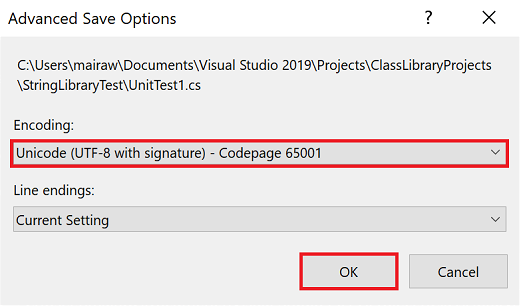 Advanced Save Options
?
C:\Users\mairaw\Documents\Visual Studio 2019\Projects\ClassLibraryProjects
\StringLibraryTest\UnitTest1.cs
Encoding:
Unicode (UTF-8 with signature) - Codepage 65001
Line endings:
Current Setting
OK
Cancel